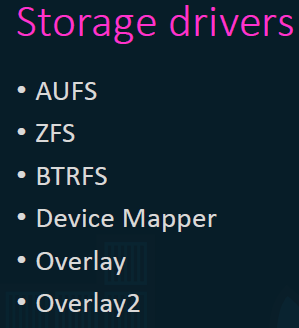 Storage drivers
• AUFS
• ZFS
• BTRFS
• Device Mapper
• Overlay
• Overlay2